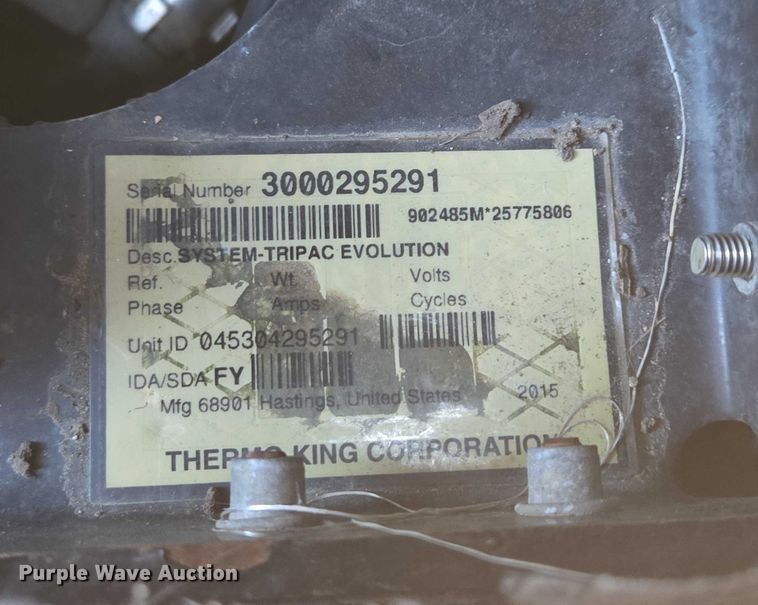 Serial Number 3000295291
902485M*25775806
Desc.SYSTEM-TRIPAC EVOLUTION
Ref. Wt. Volts
Phase Amps Cycles
Unit ID 045304295291
IDA/SDA FY
Mfg 68901 Hastings, United States 2015
THERMO KING CORPORATION
Purple Wave Auction